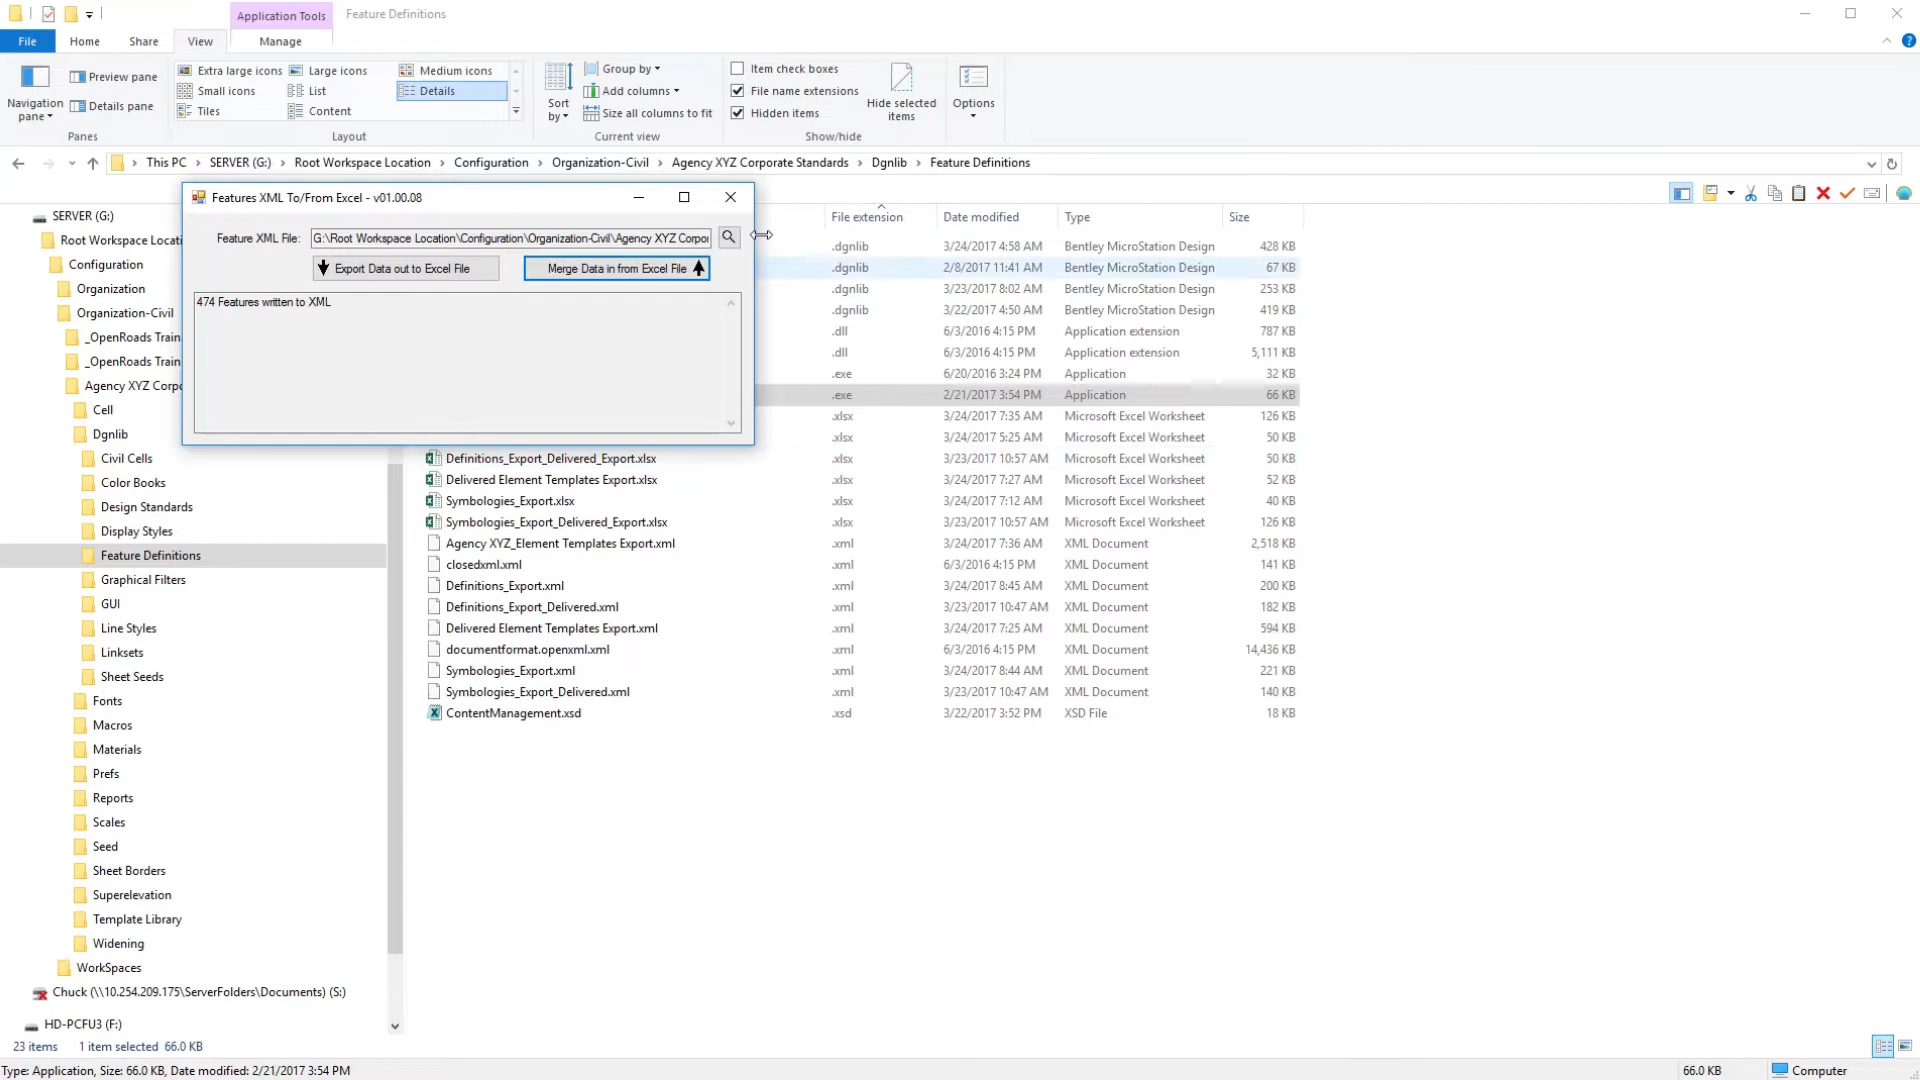 Application Tools
Feature Definitions
File
Home
Share
View
Manage
Navigation pane
Preview pane
Details pane
Panes
Extra large icons
Large icons
Medium icons
Small icons
List
Details
Tiles
Content
Layout
Sort by
Group by
Add columns
Size all columns to fit
Current view
Item check boxes
File name extensions
Hidden items
Hide selected items
Show/hide
Options
This PC
SERVER (G:)
Root Workspace Location
Configuration
Organization-Civil
Agency XYZ Corporate Standards
Dgnlib
Feature Definitions
SERVER (G:)
Root Workspace Locati
Configuration
Organization
Organization-Civil
_OpenRoads Train
_OpenRoads Train
Agency XYZ Corpo
Cell
Dgnlib
Civil Cells
Color Books
Design Standards
Display Styles
Feature Definitions
Graphical Filters
GUI
Line Styles
Linksets
Sheet Seeds
Fonts
Macros
Materials
Prefs
Reports
Scales
Seed
Sheet Borders
Superelevation
Template Library
Widening
WorkSpaces
Chuck (\\10.254.209.175\ServerFolders\Documents) (S:)
HD-PCFU3 (F:)
Features XML To/From Excel - v01.00.08
Feature XML File: G:\Root Workspace Location\Configuration\Organization-Civil\Agency XYZ Corpor
Export Data out to Excel File
Merge Data in from Excel File
474 Features written to XML
File extension Date modified Type Size
.dgnlib 3/24/2017 4:58 AM Bentley MicroStation Design 428 KB
.dgnlib 2/8/2017 11:41 AM Bentley MicroStation Design 67 KB
.dgnlib 3/23/2017 8:02 AM Bentley MicroStation Design 253 KB
.dgnlib 3/22/2017 4:50 AM Bentley MicroStation Design 419 KB
.dll 6/3/2016 4:15 PM Application extension 787 KB
.dll 6/3/2016 4:15 PM Application extension 5,111 KB
.exe 6/20/2016 3:24 PM Application 32 KB
.exe 2/21/2017 3:54 PM Application 66 KB
.xlsx 3/24/2017 7:35 AM Microsoft Excel Worksheet 126 KB
.xlsx 3/24/2017 5:25 AM Microsoft Excel Worksheet 50 KB
Definitions_Export_Delivered_Export.xlsx .xlsx 3/23/2017 10:57 AM Microsoft Excel Worksheet 50 KB
Delivered Element Templates Export.xlsx .xlsx 3/24/2017 7:27 AM Microsoft Excel Worksheet 52 KB
Symbologies_Export.xlsx .xlsx 3/24/2017 7:12 AM Microsoft Excel Worksheet 40 KB
Symbologies_Export_Delivered_Export.xlsx .xlsx 3/23/2017 10:57 AM Microsoft Excel Worksheet 126 KB
Agency XYZ_Element Templates Export.xml .xml 3/24/2017 7:36 AM XML Document 2,518 KB
closedxml.xml .xml 6/3/2016 4:15 PM XML Document 141 KB
Definitions_Export.xml .xml 3/24/2017 8:45 AM XML Document 200 KB
Definitions_Export_Delivered.xml .xml 3/23/2017 10:47 AM XML Document 182 KB
Delivered Element Templates Export.xml .xml 3/24/2017 7:25 AM XML Document 594 KB
documentformat.openxml.xml .xml 6/3/2016 4:15 PM XML Document 14,436 KB
Symbologies_Export.xml .xml 3/24/2017 8:44 AM XML Document 221 KB
Symbologies_Export_Delivered.xml .xml 3/23/2017 10:47 AM XML Document 140 KB
ContentManagement.xsd .xsd 3/22/2017 3:52 PM XSD File 18 KB
23 items 1 item selected 66.0 KB
Type: Application, Size: 66.0 KB, Date modified: 2/21/2017 3:54 PM
66.0 KB
Computer